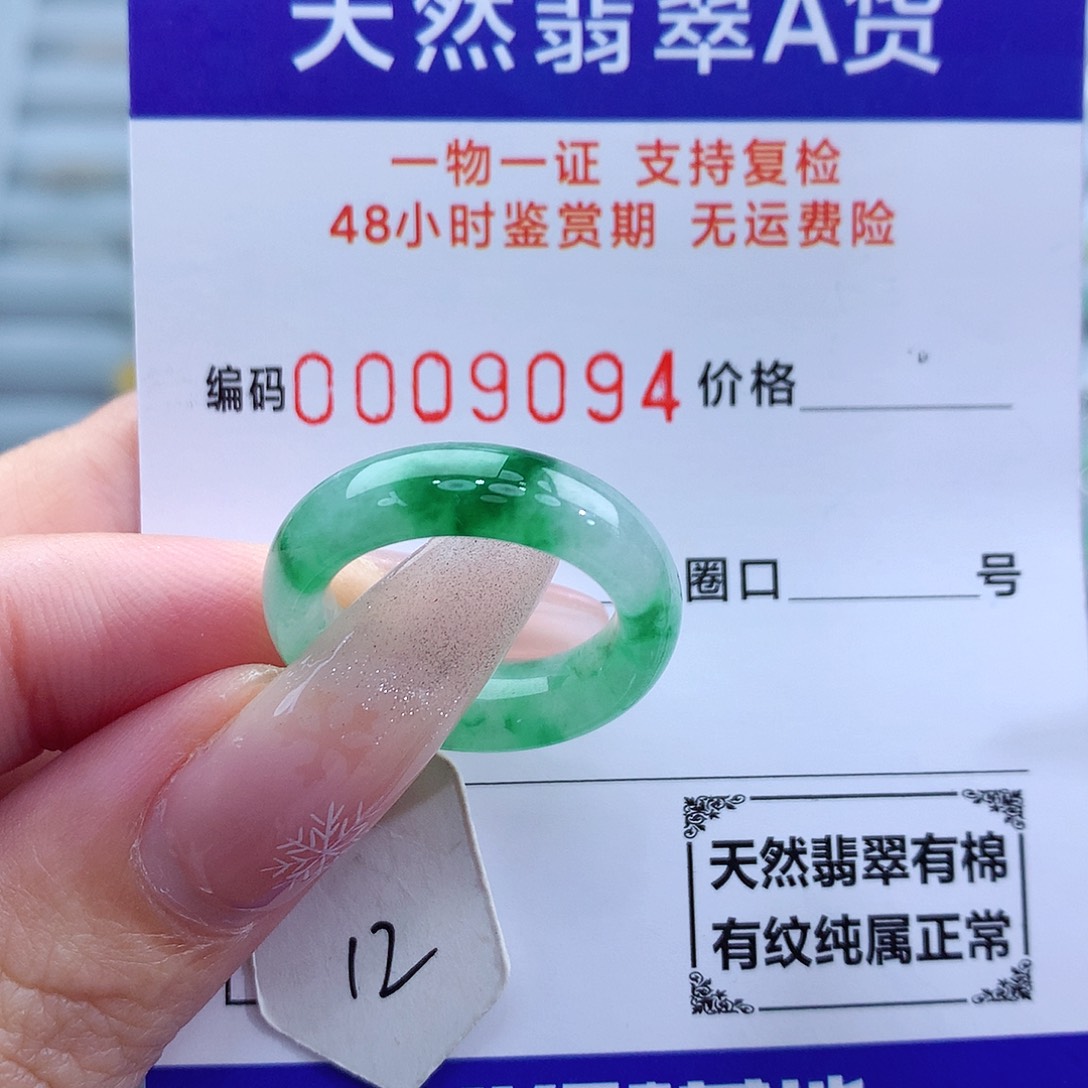 天然翡翠A货
一物一证 支持复检
48小时鉴赏期 无运费险
编码0009094价格
圈口 号
天然翡翠有棉
有纹纯属正常
12